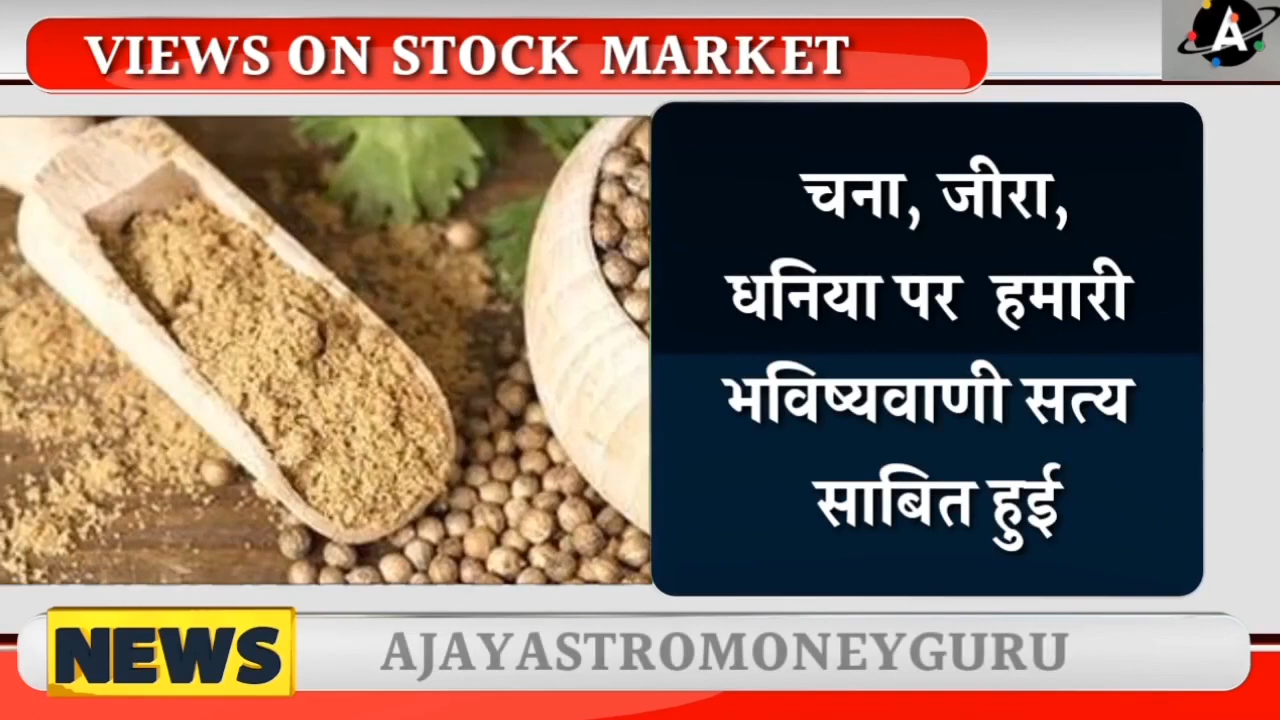 VIEWS ON STOCK MARKET
A
चना, जीरा,
धनिया पर हमारी
भविष्यवाणी सत्य
साबित हुई
NEWS
AJAYASTROMONEYGURU